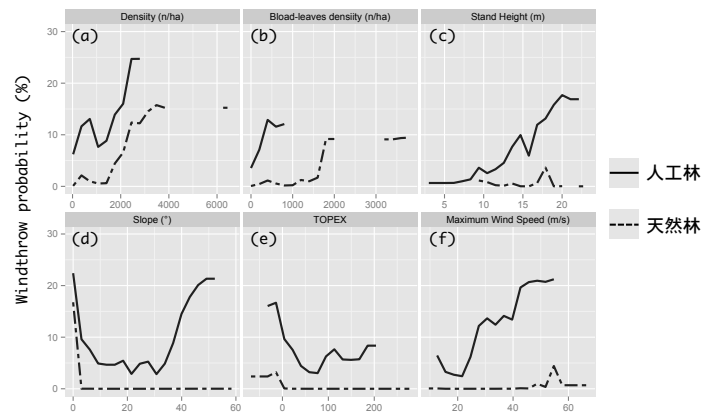 Densiity (n/ha)
Bload-leaves densiity (n/ha)
Stand Height (m)
(a)
(b)
(c)
30
20
10
0
0 2000 4000 6000
0 1000 2000 3000
5 10 15 20
Windthrow probability (%)
人工林
天然林
Slope (°)
TOPEX
Maximum Wind Speed (m/s)
(d)
(e)
(f)
30
20
10
0
0 20 40 60
0 100 200
20 40 60